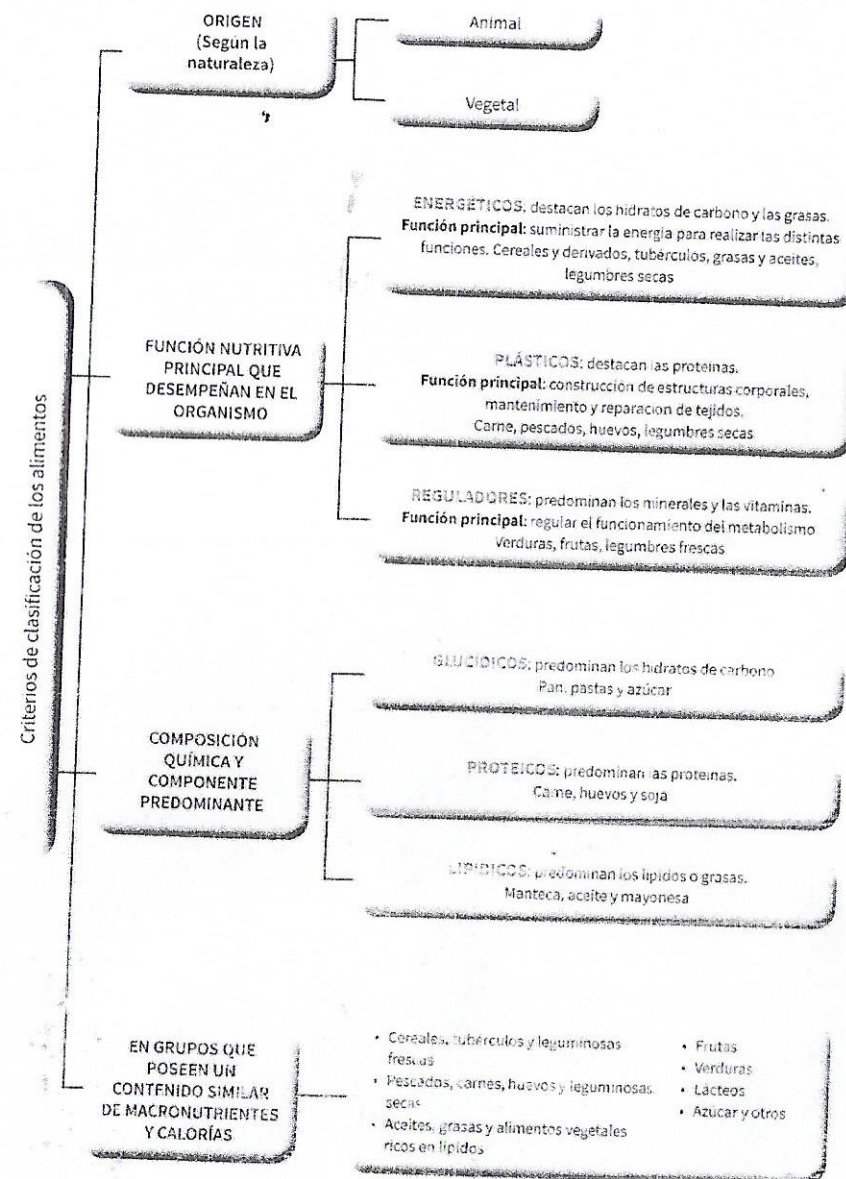 Criterios de clasificación de los alimentos
ORIGEN
(Según la
naturaleza)
Animal
Vegetal
FUNCIÓN NUTRITIVA
PRINCIPAL QUE
DESEMPEÑAN EN EL
ORGANISMO
ENERGÉTICOS. destacan los hidratos de carbono y las grasas.
Función principal: suministrar la energía para realizar las distintas
funciones. Cereales y derivados, tubérculos, grasas y aceites,
legumbres secas
PLÁSTICOS: destacan las proteínas.
Función principal: construcción de estructuras corporales,
mantenimiento y reparacion de tejidos.
Carne, pescados, huevos, legumbres secas
REGULADORES: predominan los minerales y las vitaminas.
Función principal: regular el funcionamiento del metabolismo
Verduras, frutas, legumbres frescas
COMPOSICIÓN
QUÍMICA Y
COMPONENTE
PREDOMINANTE
GLUCÍDICOS: predominan los hidratos de carbono
Pan, pastas y azúcar
PROTEICOS: predominan las proteínas.
Carne, huevos y soja
LIPÍDICOS: predominan los lípidos o grasas.
Manteca, aceite y mayonesa
EN GRUPOS QUE
POSEEN UN
CONTENIDO SIMILAR
DE MACRONUTRIENTES
Y CALORÍAS
• Cereales, tubérculos y leguminosas
frescas
• Pescados, carnes, huevos y leguminosas
secas
• Aceites, grasas y alimentos vegetales
ricos en lípidos
• Frutas
• Verduras
• Lácteos
• Azúcar y otros